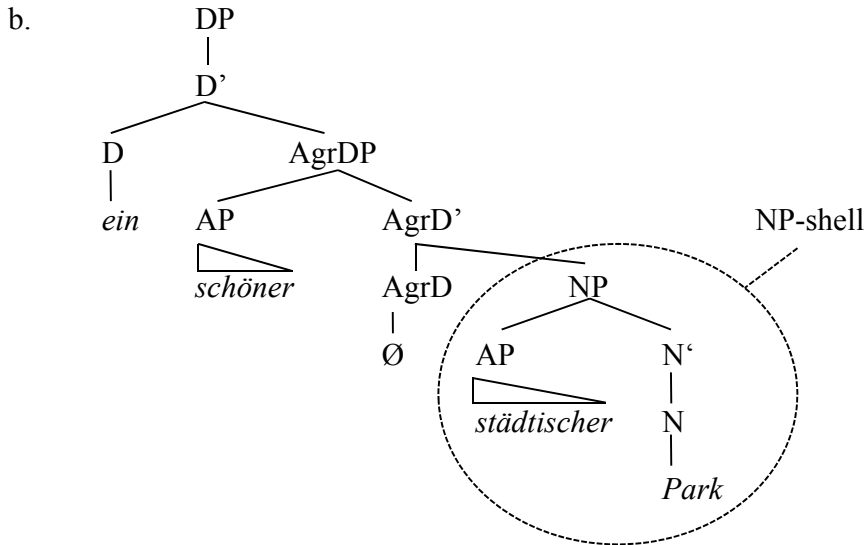 b. DP
D’
D AgrDP
ein AP AgrD’ NP-shell
schöner AgrD NP
Ø AP N‘
städtischer N
Park